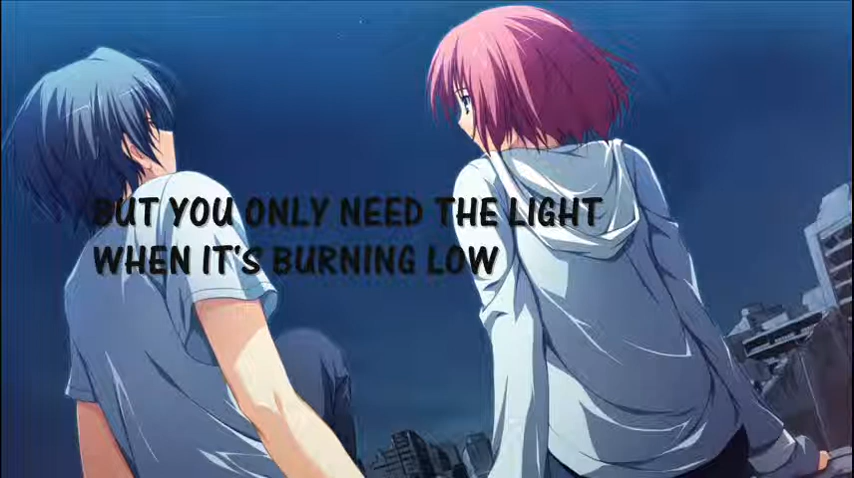 BUT YOU ONLY NEED THE LIGHT
WHEN IT'S BURNING LOW